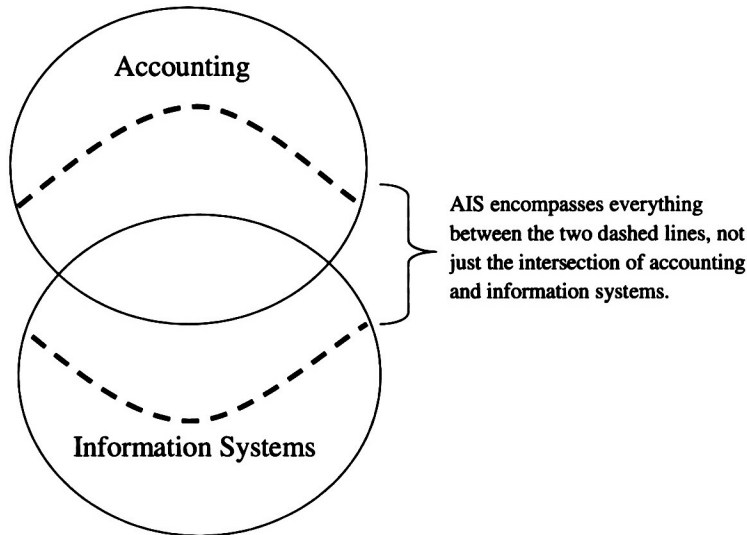 Accounting
AIS encompasses everything
between the two dashed lines, not
just the intersection of accounting
and information systems.
Information Systems